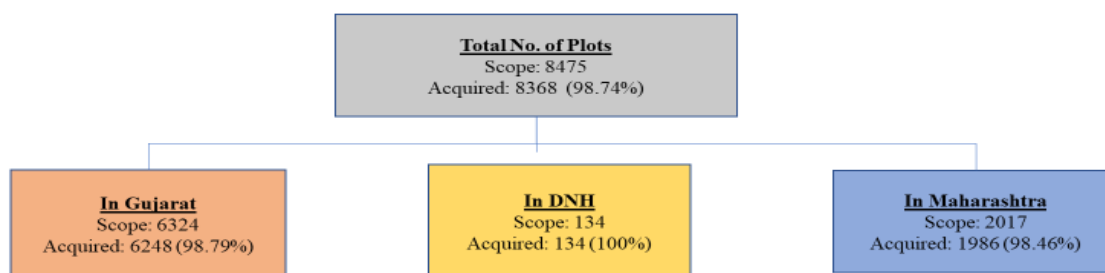 Total No. of Plots
Scope: 8475
Acquired: 8368 (98.74%)
In Gujarat
Scope: 6324
Acquired: 6248 (98.79%)
In DNH
Scope: 134
Acquired: 134 (100%)
In Maharashtra
Scope: 2017
Acquired: 1986 (98.46%)